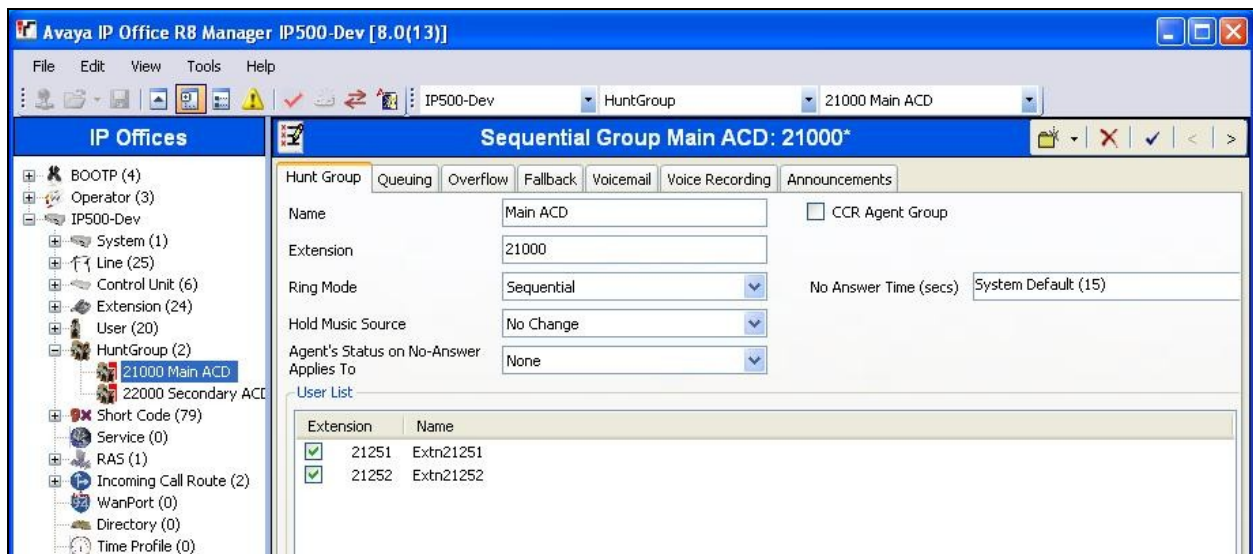 Avaya IP Office R8 Manager IP500-Dev [8.0(13)]
File Edit View Tools Help
IP500-Dev HuntGroup 21000 Main ACD
IP Offices
BOOTP (4)
Operator (3)
IP500-Dev
System (1)
Line (25)
Control Unit (6)
Extension (24)
User (20)
HuntGroup (2)
21000 Main ACD
22000 Secondary ACD
Short Code (79)
Service (0)
RAS (1)
Incoming Call Route (2)
WanPort (0)
Directory (0)
Time Profile (0)
Sequential Group Main ACD: 21000*
Hunt Group Queuing Overflow Fallback Voicemail Voice Recording Announcements
Name Main ACD CCR Agent Group
Extension 21000
Ring Mode Sequential No Answer Time (secs) System Default (15)
Hold Music Source No Change
Agent's Status on No-Answer
Applies To None
User List
Extension Name
21251 Extn21251
21252 Extn21252